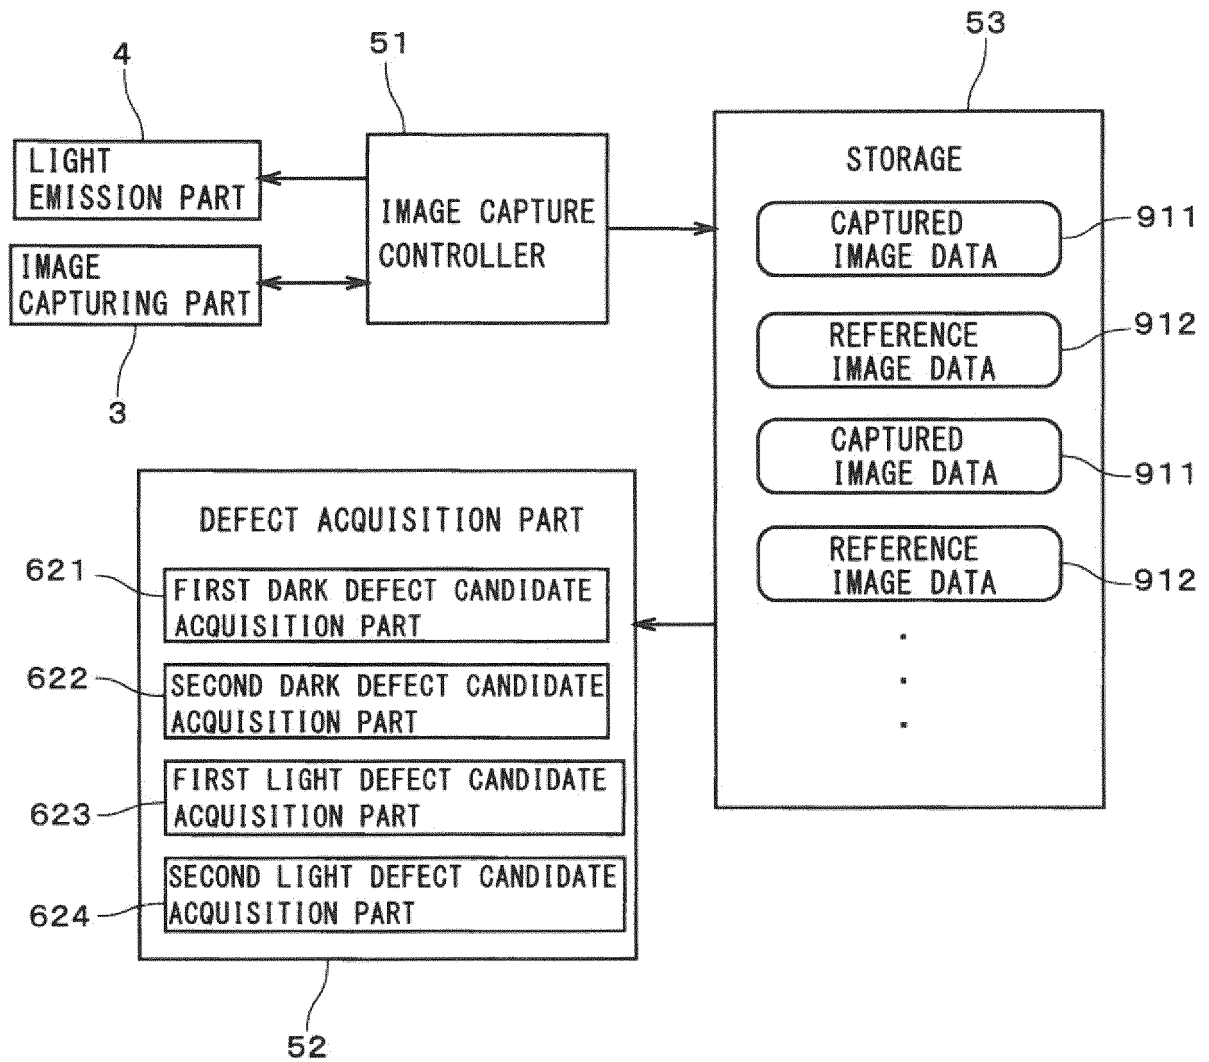 4
51
53
LIGHT
EMISSION PART
IMAGE CAPTURE
CONTROLLER
IMAGE
CAPTURING PART
3
STORAGE
CAPTURED
IMAGE DATA
911
REFERENCE
IMAGE DATA
912
CAPTURED
IMAGE DATA
911
REFERENCE
IMAGE DATA
912
DEFECT ACQUISITION PART
621
FIRST DARK DEFECT CANDIDATE
ACQUISITION PART
622
SECOND DARK DEFECT CANDIDATE
ACQUISITION PART
623
FIRST LIGHT DEFECT CANDIDATE
ACQUISITION PART
624
SECOND LIGHT DEFECT CANDIDATE
ACQUISITION PART
52